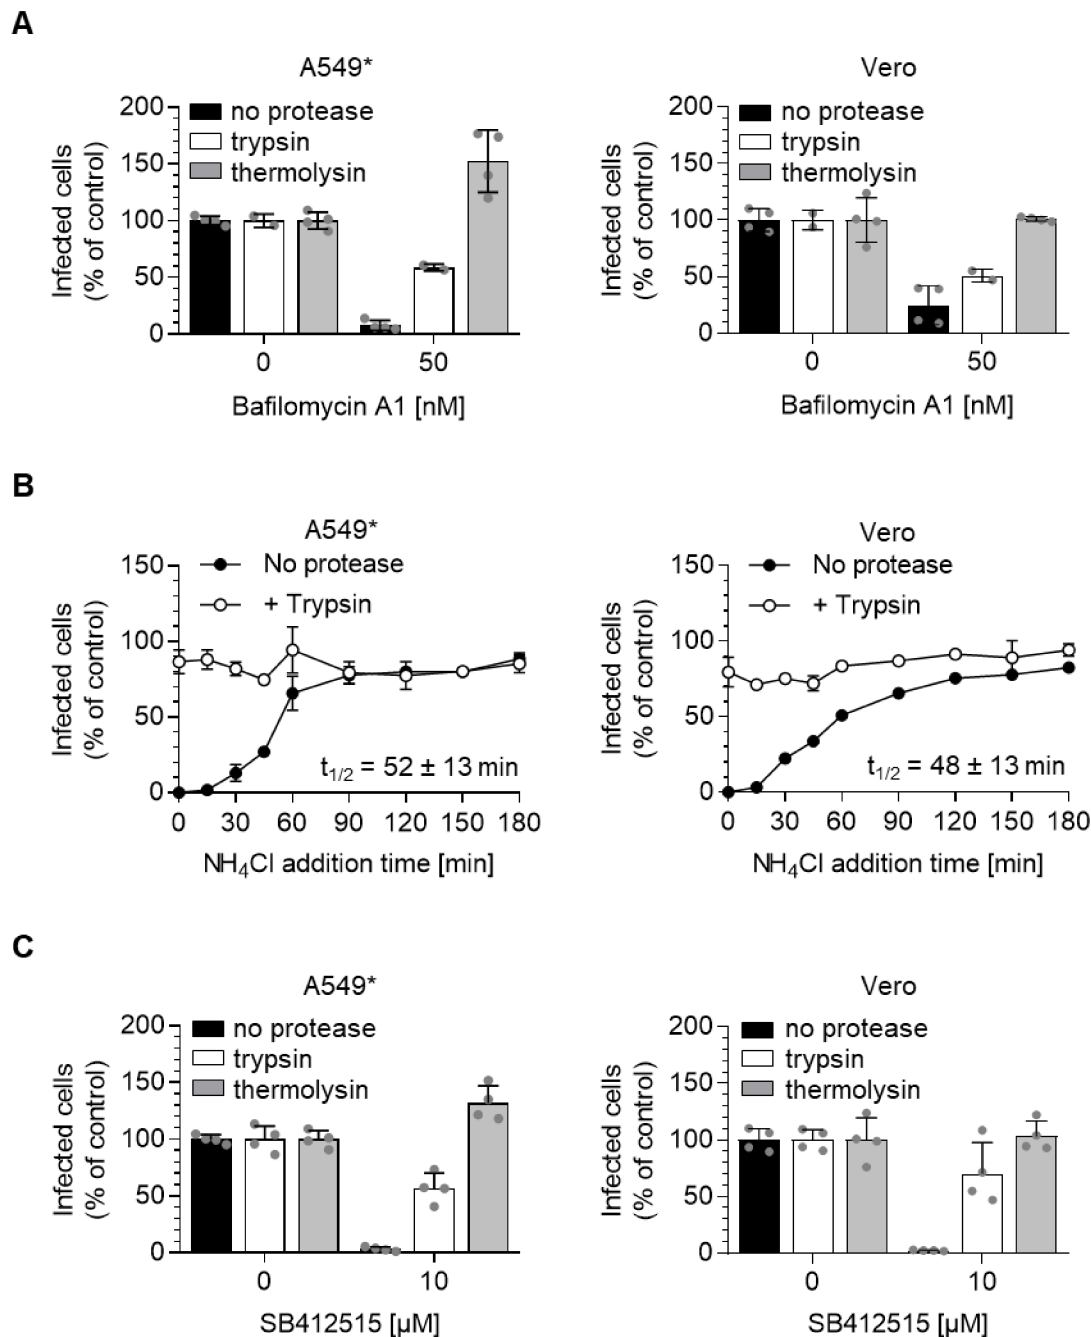 A
A549*
200
150
100
50
0
Infected cells
(% of control)
no protease
trypsin
thermolysin
0
50
Bafilomycin A1 [nM]
Vero
200
150
100
50
0
Infected cells
(% of control)
no protease
trypsin
thermolysin
0
50
Bafilomycin A1 [nM]
B
A549*
150
100
50
0
Infected cells
(% of control)
No protease
+ Trypsin
t1/2 = 52 ± 13 min
0 30 60 90 120 150 180
NH4Cl addition time [min]
Vero
150
100
50
0
Infected cells
(% of control)
No protease
+ Trypsin
t1/2 = 48 ± 13 min
0 30 60 90 120 150 180
NH4Cl addition time [min]
C
A549*
200
150
100
50
0
Infected cells
(% of control)
no protease
trypsin
thermolysin
0
10
SB412515 [µM]
Vero
200
150
100
50
0
Infected cells
(% of control)
no protease
trypsin
thermolysin
0
10
SB412515 [µM]